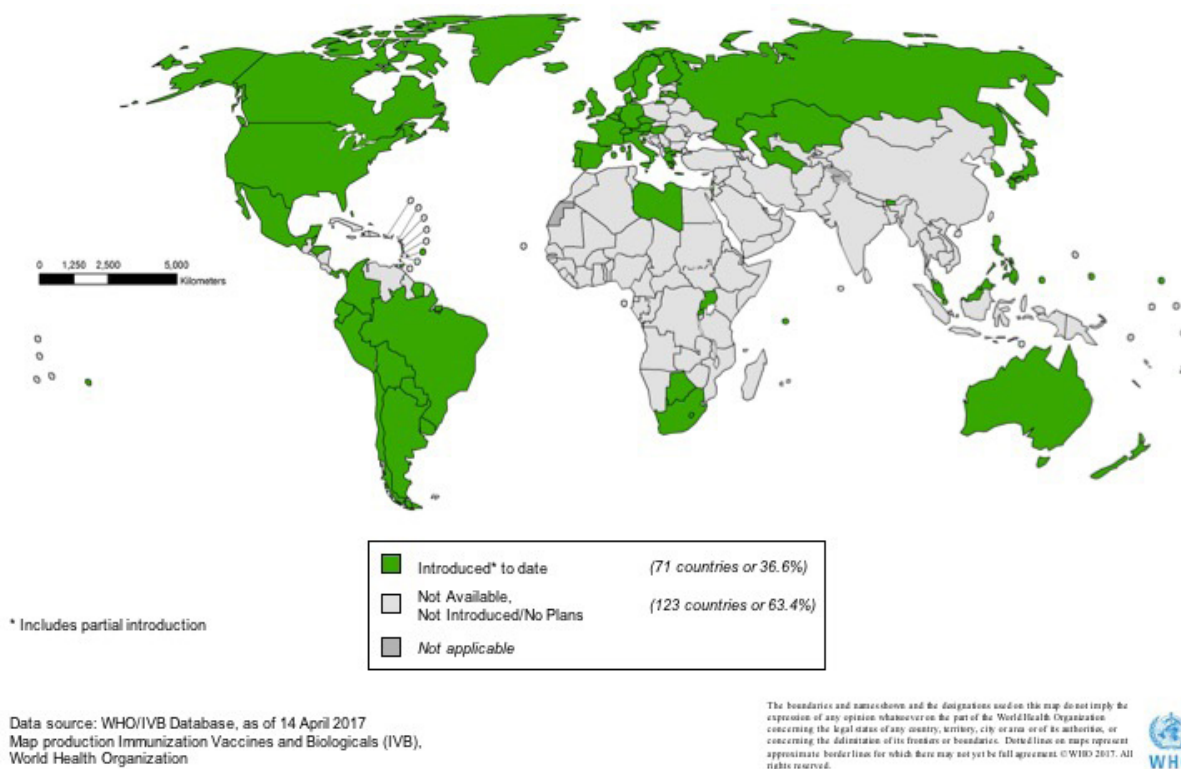 0 1,250 2,500 5,000
Kilometers
Introduced* to date (71 countries or 36.6%)
Not Available,
Not Introduced/No Plans (123 countries or 63.4%)
Not applicable
* Includes partial introduction
Data source: WHO/IVB Database, as of 14 April 2017
Map production Immunization Vaccines and Biologicals (IVB),
World Health Organization
The boundaries and names shown and the designations used on this map do not imply the
expression of any opinion whatsoever on the part of the World Health Organization
concerning the legal status of any country, territory, city or area or of its authorities, or
concerning the delimitation of its frontiers or boundaries. Dotted lines on maps represent
approximate border lines for which there may not yet be full agreement. © WHO 2017. All
rights reserved.
WH